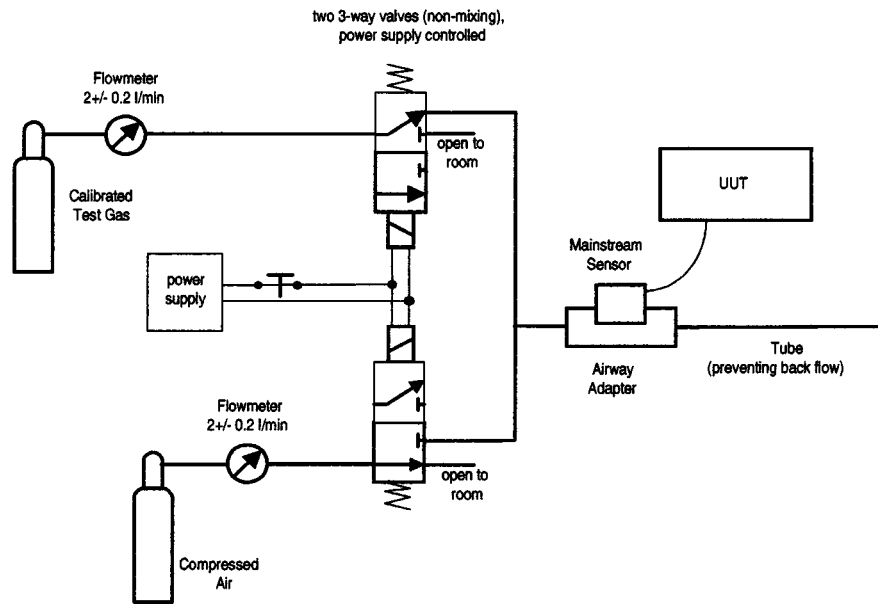 two 3-way valves (non-mixing),
power supply controlled
Flowmeter
2+/- 0.2 l/min
open to
room
Calibrated
Test Gas
UUT
Mainstream
Sensor
power
supply
Tube
(preventing back flow)
Airway
Adapter
Flowmeter
2+/- 0.2 l/min
open to
room
Compressed
Air